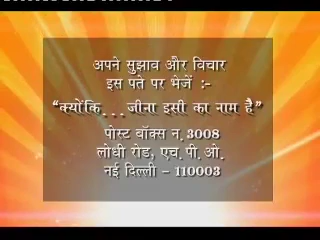 अपने सुझाव और विचार
इस पते पर भेजें :-
“क्योंकि...जीना इसी का नाम है”
पोस्ट बॉक्स न. 3008
लोधी रोड, एच.पी.ओ.
नई दिल्ली - 110003